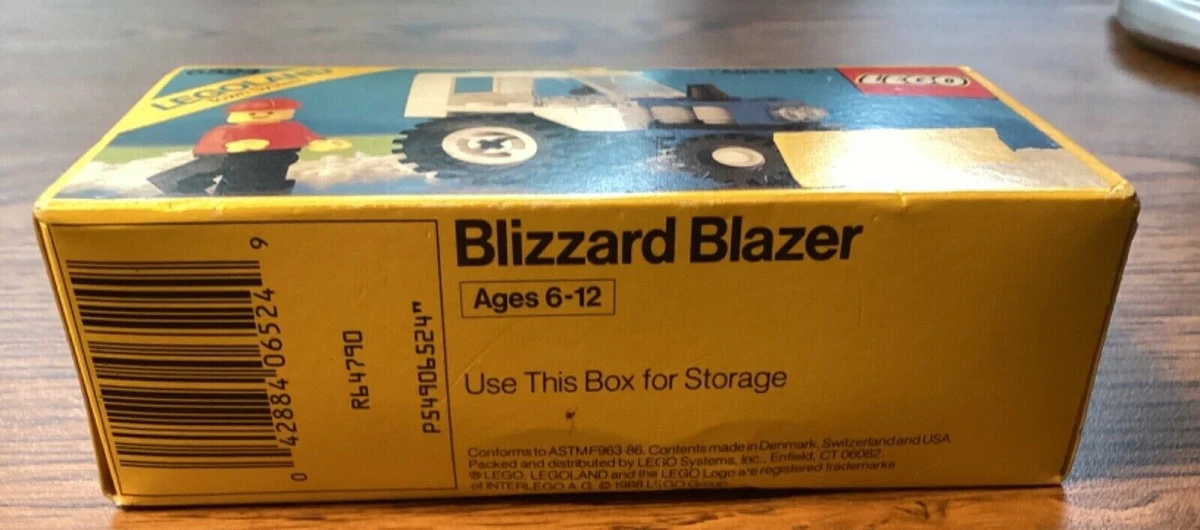 LEGOLAND
LEGO
Blizzard Blazer
Ages 6-12
Use This Box for Storage
Conforms to ASTM F963-86. Contents made in Denmark, Switzerland and USA.
Packed and distributed by LEGO Systems, Inc., Enfield, CT 06082.
® LEGO, LEGOLAND and the LEGO Logo are registered trademarks
of INTERLEGO A.G. © 1988 LEGO Group.
0 42884 06524 9
R64790
P54906524"